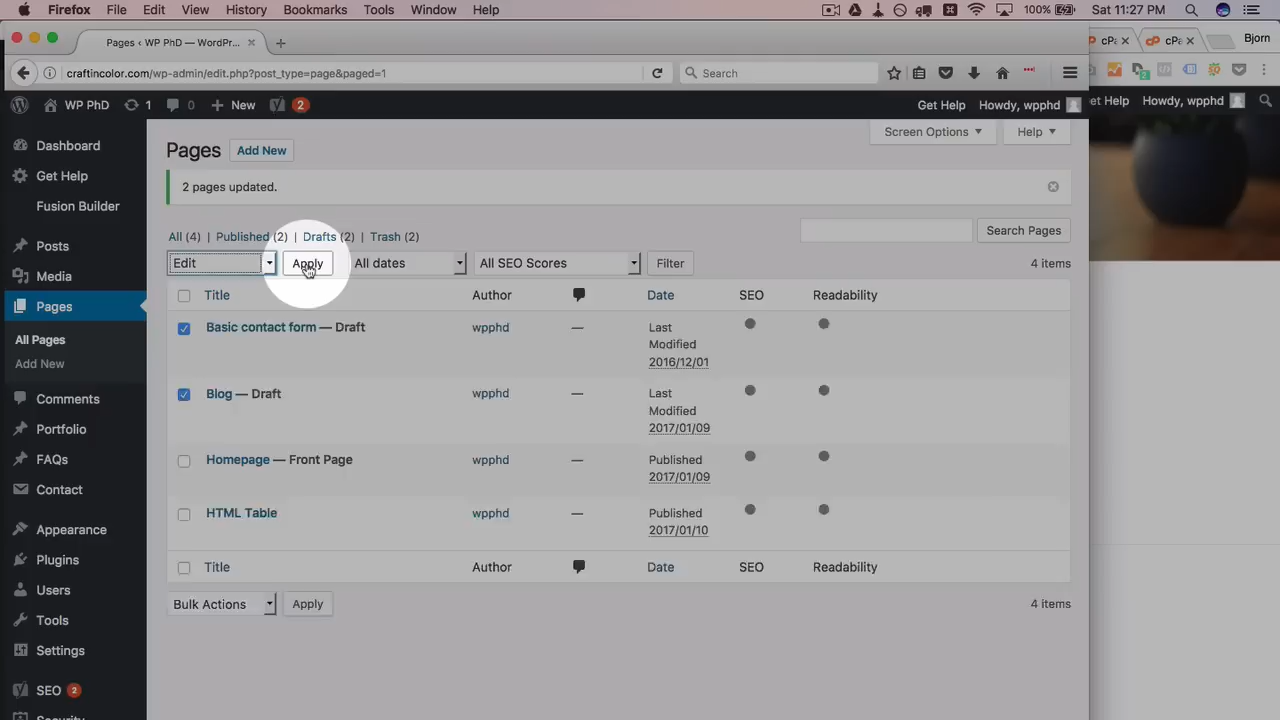 Firefox File Edit View History Bookmarks Tools Window Help 100% Sat 11:27 PM
Pages ‹ WP PhD — WordPr...
cPa
cPa
Bjorn
craftincolor.com/wp-admin/edit.php?post_type=page&paged=1
Search
WP PhD 1 0 New 2
Get Help Howdy, wpphd
et Help Howdy, wpphd
Screen Options
Help
Dashboard
Get Help
Fusion Builder
Posts
Media
Pages
All Pages
Add New
Comments
Portfolio
FAQs
Contact
Appearance
Plugins
Users
Tools
Settings
SEO 2
Pages Add New
2 pages updated.
All (4) | Published (2) | Drafts (2) | Trash (2)
Search Pages
Edit Apply All dates All SEO Scores Filter 4 items
Title Author Date SEO Readability
Basic contact form — Draft wpphd — Last
Modified
2016/12/01
Blog — Draft wpphd — Last
Modified
2017/01/09
Homepage — Front Page wpphd — Published
2017/01/09
HTML Table wpphd — Published
2017/01/10
Title Author Date SEO Readability
Bulk Actions Apply 4 items